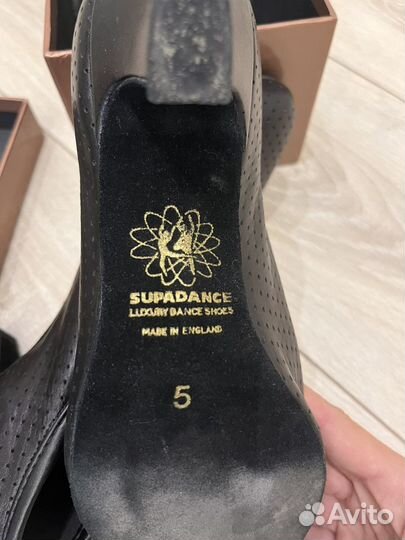 SUPADANCE
LUXURY DANCE SHOES
MADE IN ENGLAND
5
Avito